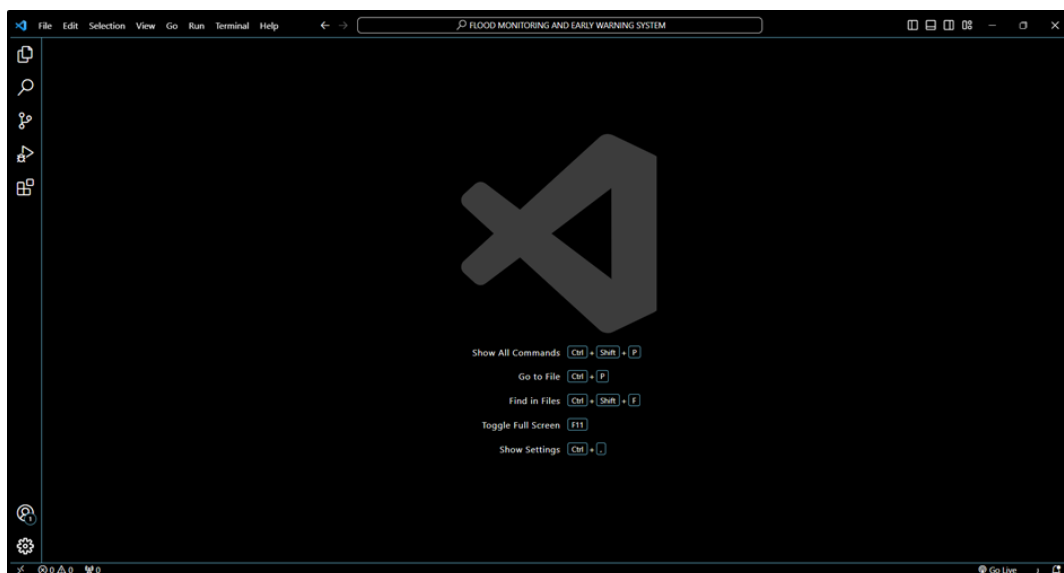 File Edit Selection View Go Run Terminal Help FLOOD MONITORING AND EARLY WARNING SYSTEM
Show All Commands Ctrl + Shift + P
Go to File Ctrl + P
Find in Files Ctrl + Shift + F
Toggle Full Screen F11
Show Settings Ctrl + ,
1
0 0 0 Go Live